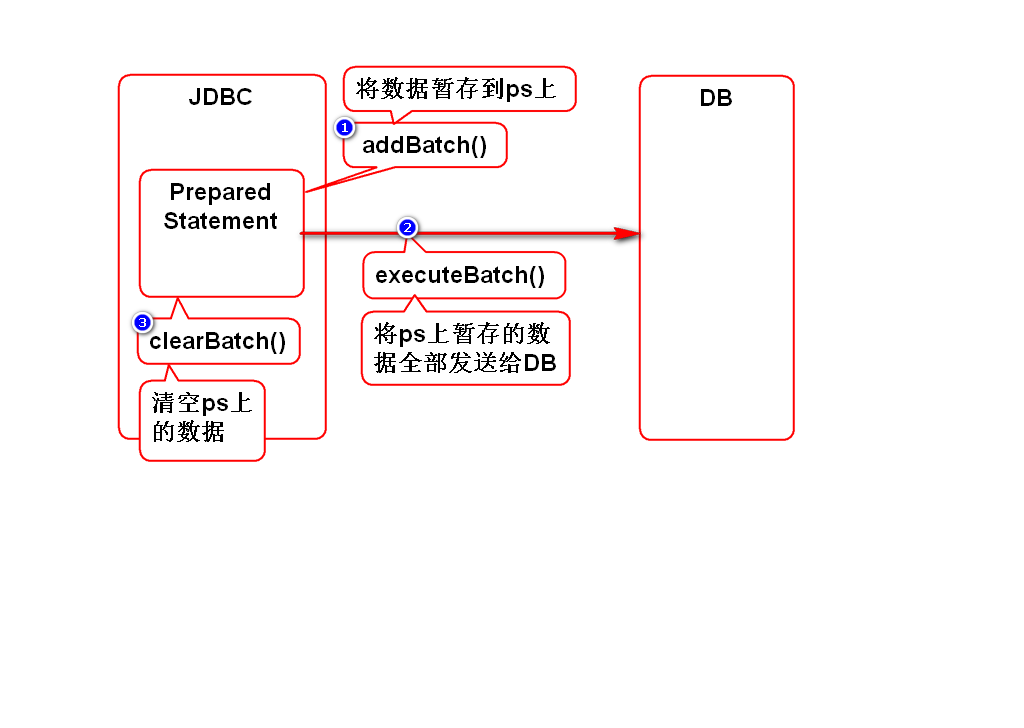 JDBC
将数据暂存到ps上
DB
1
addBatch()
Prepared
Statement
2
executeBatch()
3
clearBatch()
将ps上暂存的数
据全部发送给DB
清空ps上
的数据